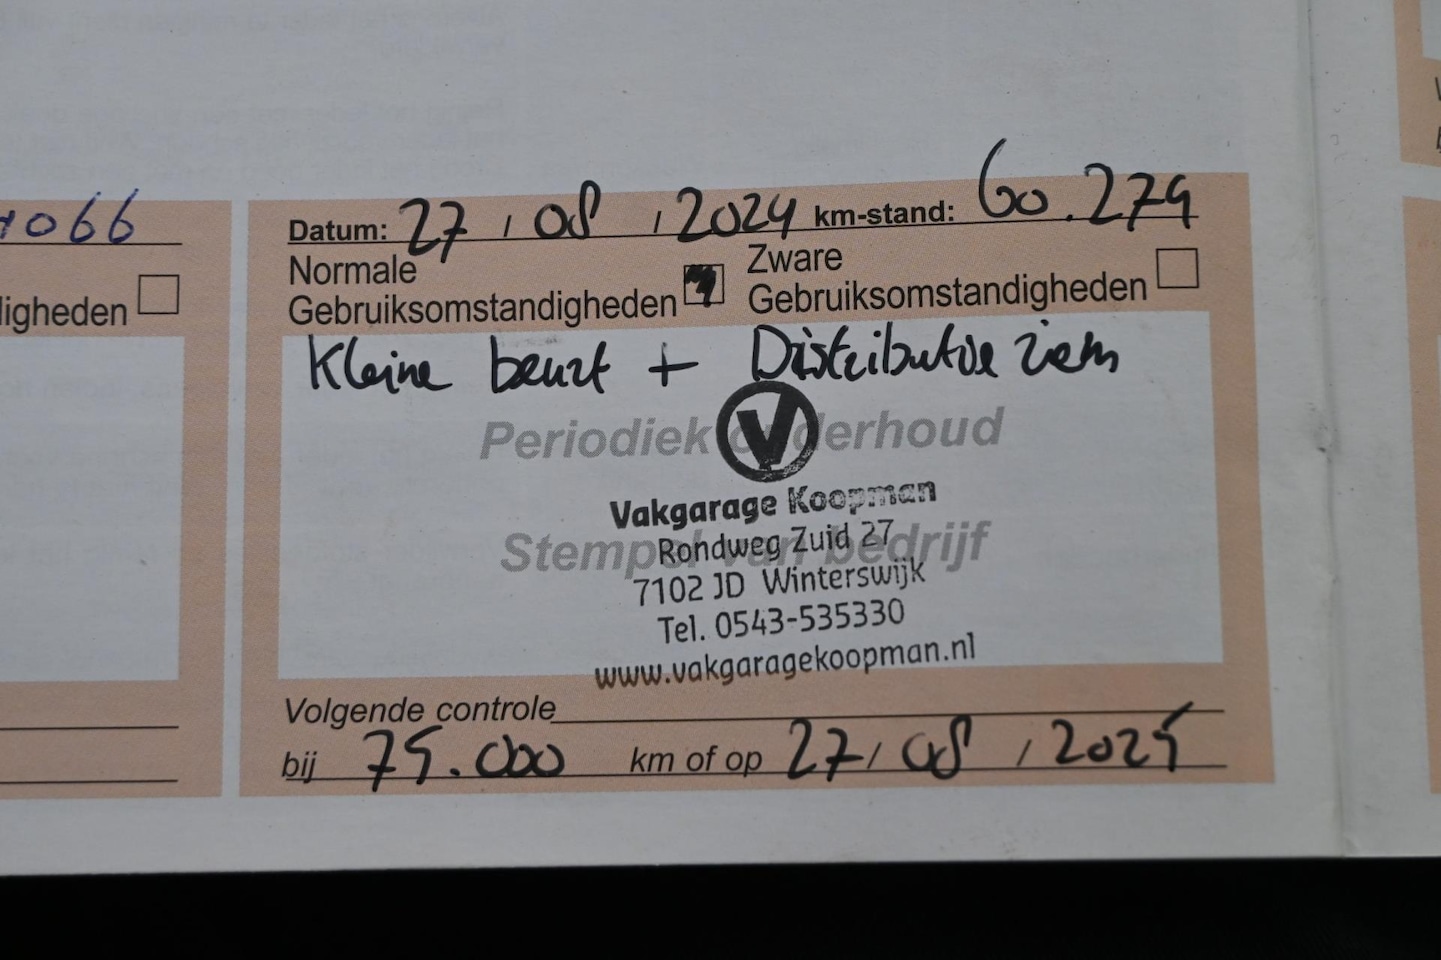 1066
Datum: 27 / 08 / 2024 km-stand: 60.279
Normale
Gebruiksomstandigheden
Zware
Gebruiksomstandigheden
igheden
Kleine beurt + Distributie riem
Periodiek onderhoud
Vakgarage Koopman
Stempel van bedrijf
Rondweg Zuid 27
7102 JD Winterswijk
Tel. 0543-535330
www.vakgaragekoopman.nl
Volgende controle
bij 75.000 km of op 27 / 08 / 2025